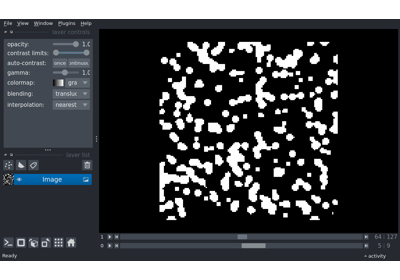 File View Window Plugins Help
layer controls
opacity: 1.0
contrast limits:
auto-contrast: once continuous
gamma: 1.0
colormap: gra
blending: translu
interpolation: nearest
layer list
Image
1 64 127
0 5 9
Ready activity